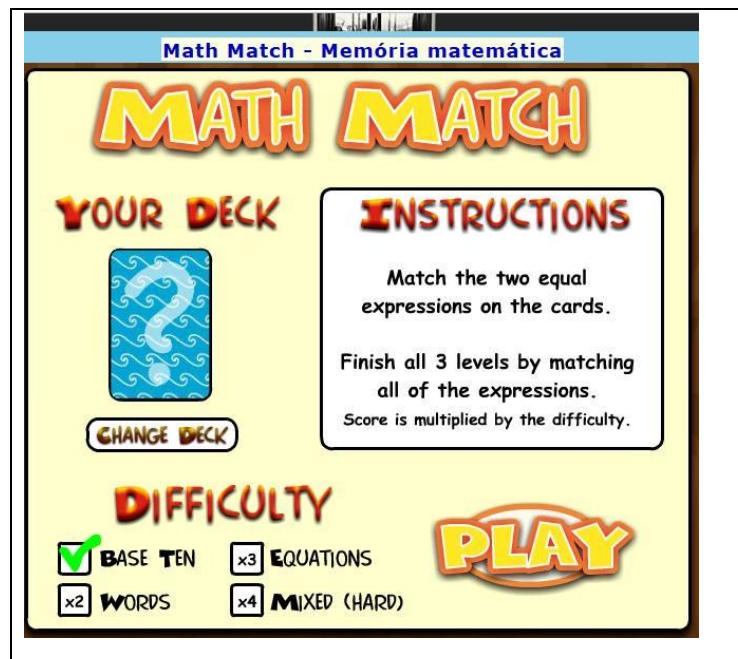 Math Match - Memória matemática
MATH MATCH
YOUR DECK
?
CHANGE DECK
INSTRUCTIONS
Match the two equal
expressions on the cards.
Finish all 3 levels by matching
all of the expressions.
Score is multiplied by the difficulty.
DIFFICULTY
BASE TEN
x3 EQUATIONS
x2 WORDS
x4 MIXED (HARD)
PLAY